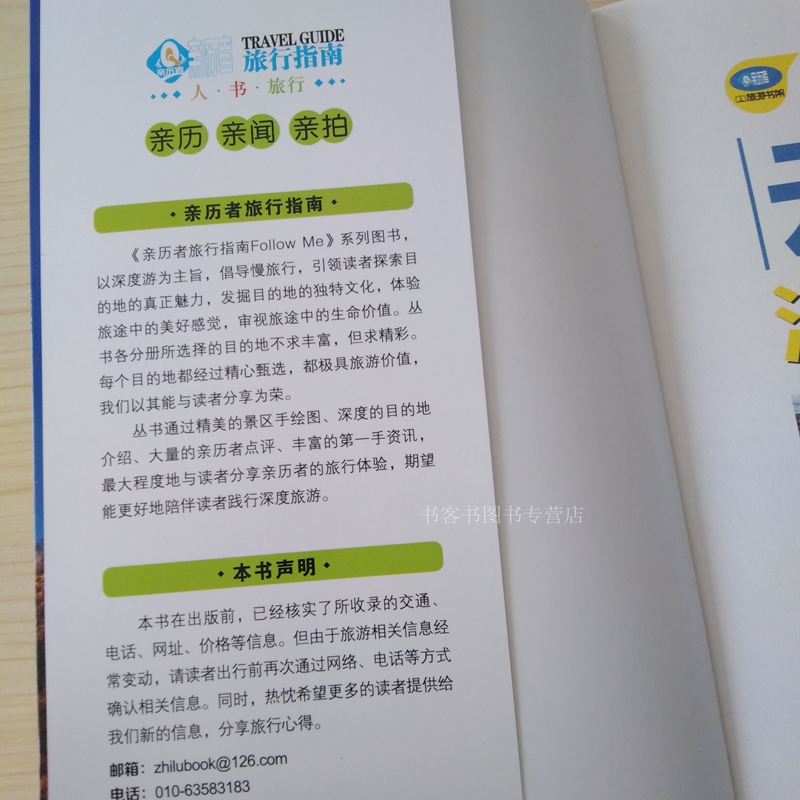 TRAVEL GUIDE
亲历者 旅行指南
人·书·旅行
亲历 亲闻 亲拍
·亲历者旅行指南·
《亲历者旅行指南Follow Me》系列图书，
以深度游为主旨，倡导慢旅行，引领读者探索目
的地的真正魅力，发掘目的地的独特文化，体验
旅途中的美好感觉，审视旅途中的生命价值。丛
书各分册所选择的目的地不求丰富，但求精彩。
每个目的地都经过精心甄选，都极具旅游价值，
我们以其能与读者分享为荣。
丛书通过精美的景区手绘图、深度的目的地
介绍、大量的亲历者点评、丰富的第一手资讯，
最大程度地与读者分享亲历者的旅行体验，期望
能更好地陪伴读者践行深度旅游。
·本书声明·
本书在出版前，已经核实了所收录的交通、
电话、网址、价格等信息。但由于旅游相关信息经
常变动，请读者出行前再次通过网络、电话等方式
确认相关信息。同时，热忱希望更多的读者提供给
我们新的信息，分享旅行心得。
邮箱：zhilubook@126.com
电话：010-63583183
亲历者
书客书图书专营店